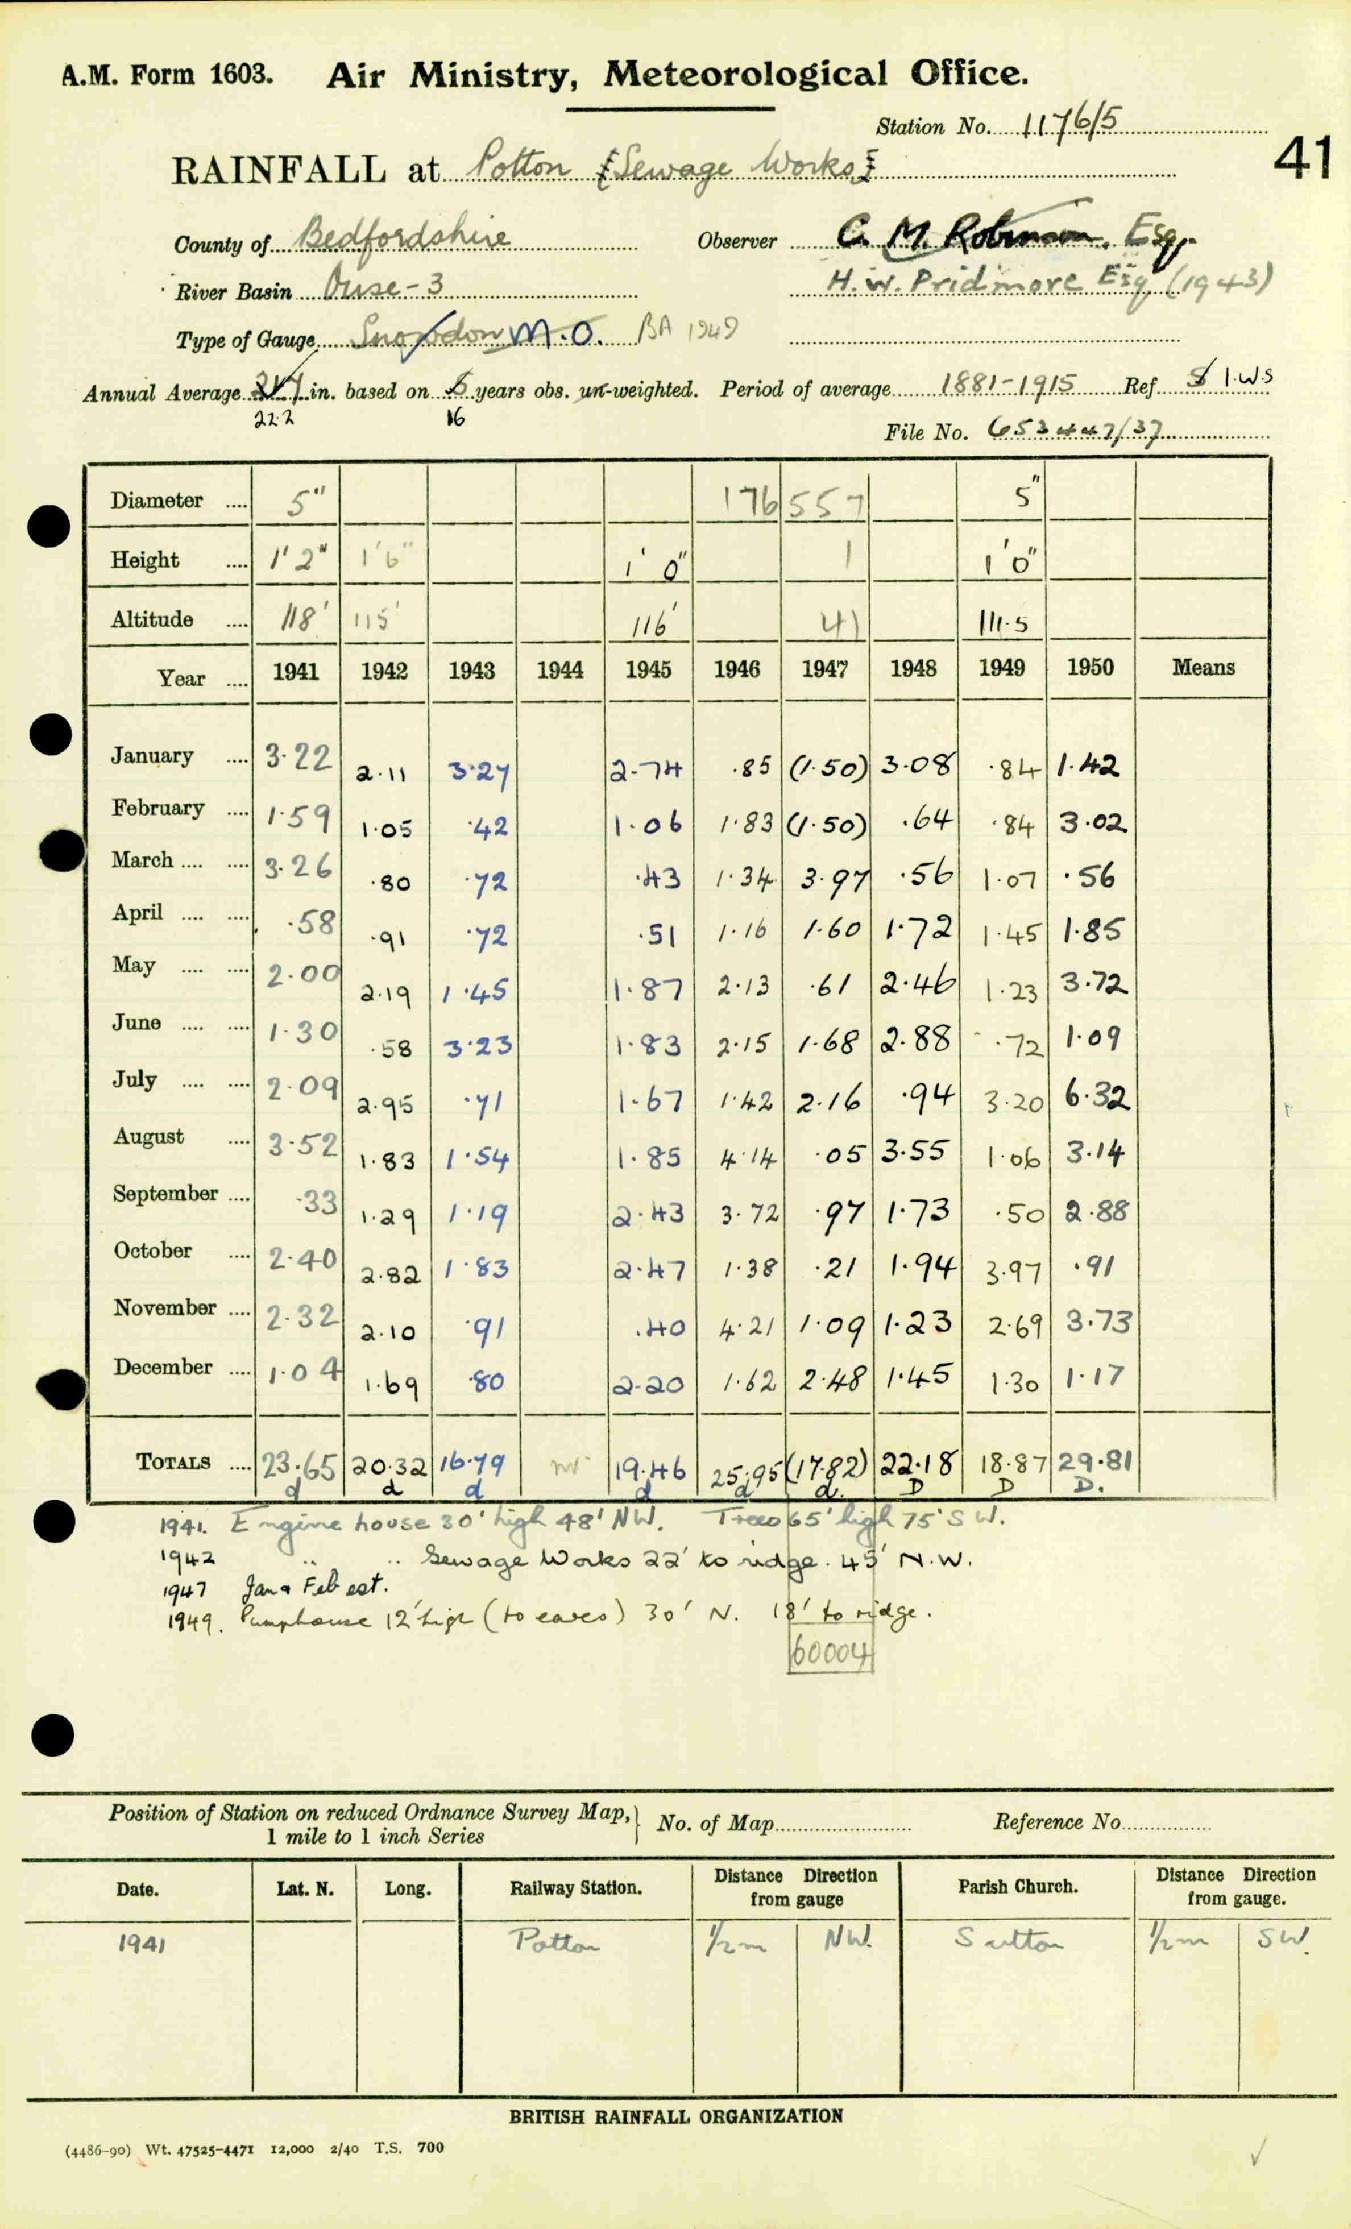 A.M. Form 1603. Air Ministry, Meteorological Office.
Station No. 1176/5
41
RAINFALL at Potton (Sewage Works)
County of Bedfordshire Observer C. M. Robinson. Esq.
River Basin Ouse-3 H.W. Pridmore Esq (1943)
Type of Gauge Snowdon M.O. BA 1949
Annual Average in. based on years obs. un-weighted. Period of average 1881-1915 Ref. S 1.W.S
22.2 16
File No. 653447/37
Diameter .... 5" 176 557 5"
Height .... 1'2" 1'6" 1'0" 1 1'0"
Altitude .... 118' 115' 116' 41 111.5
Year .... 1941 1942 1943 1944 1945 1946 1947 1948 1949 1950 Means
January .... 3.22 2.11 3.27 2.74 .85 (1.50) 3.08 .84 1.42
February .... 1.59 1.05 .42 1.06 1.83 (1.50) .64 .84 3.02
March .... .... 3.26 .80 .72 .43 1.34 3.97 .56 1.07 .56
April .... .... .58 .91 .72 .51 1.16 1.60 1.72 1.45 1.85
May .... .... 2.00 2.19 1.45 1.87 2.13 .61 2.46 1.23 3.72
June .... .... 1.30 .58 3.23 1.83 2.15 1.68 2.88 .72 1.09
July .... .... 2.09 2.95 .71 1.67 1.42 2.16 .94 3.20 6.32
August .... 3.52 1.83 1.54 1.85 4.14 .05 3.55 1.06 3.14
September .... .33 1.29 1.19 2.43 3.72 .97 1.73 .50 2.88
October .... 2.40 2.82 1.83 2.47 1.38 .21 1.94 3.97 .91
November .... 2.32 2.10 .91 .40 4.21 1.09 1.23 2.69 3.73
December .... 1.04 1.69 .80 2.20 1.62 2.48 1.45 1.30 1.17
TOTALS .... 23.65 20.32 16.79 19.46 25.95 (17.82) 22.18 18.87 29.81
d d d d d d. D D D.
1941. Engine house 30' high 48' NW. Trees 65' high 75' SW.
1942 " " Sewage Works 22' to ridge. 45' N.W.
1947 Jan & Feb est.
1949. Pumphouse 12' high (to eaves) 30' N. 18' to ridge.
60004
Position of Station on reduced Ordnance Survey Map, 1 mile to 1 inch Series } No. of Map Reference No.
Date. Lat. N. Long. Railway Station. Distance Direction from gauge Parish Church. Distance Direction from gauge.
1941 Potton 1/2 m NW. Sutton 1/2 m SW.
BRITISH RAINFALL ORGANIZATION
(4486-90) Wt. 47525-4471 12,000 2/40 T.S. 700